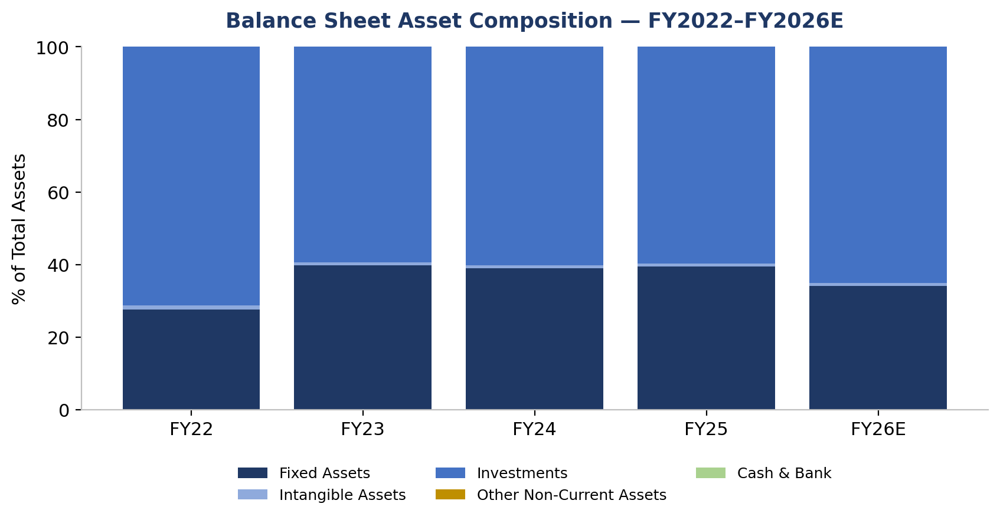 Balance Sheet Asset Composition — FY2022–FY2026E
% of Total Assets
100
80
60
40
20
0
FY22
FY23
FY24
FY25
FY26E
Fixed Assets
Intangible Assets
Investments
Other Non-Current Assets
Cash & Bank